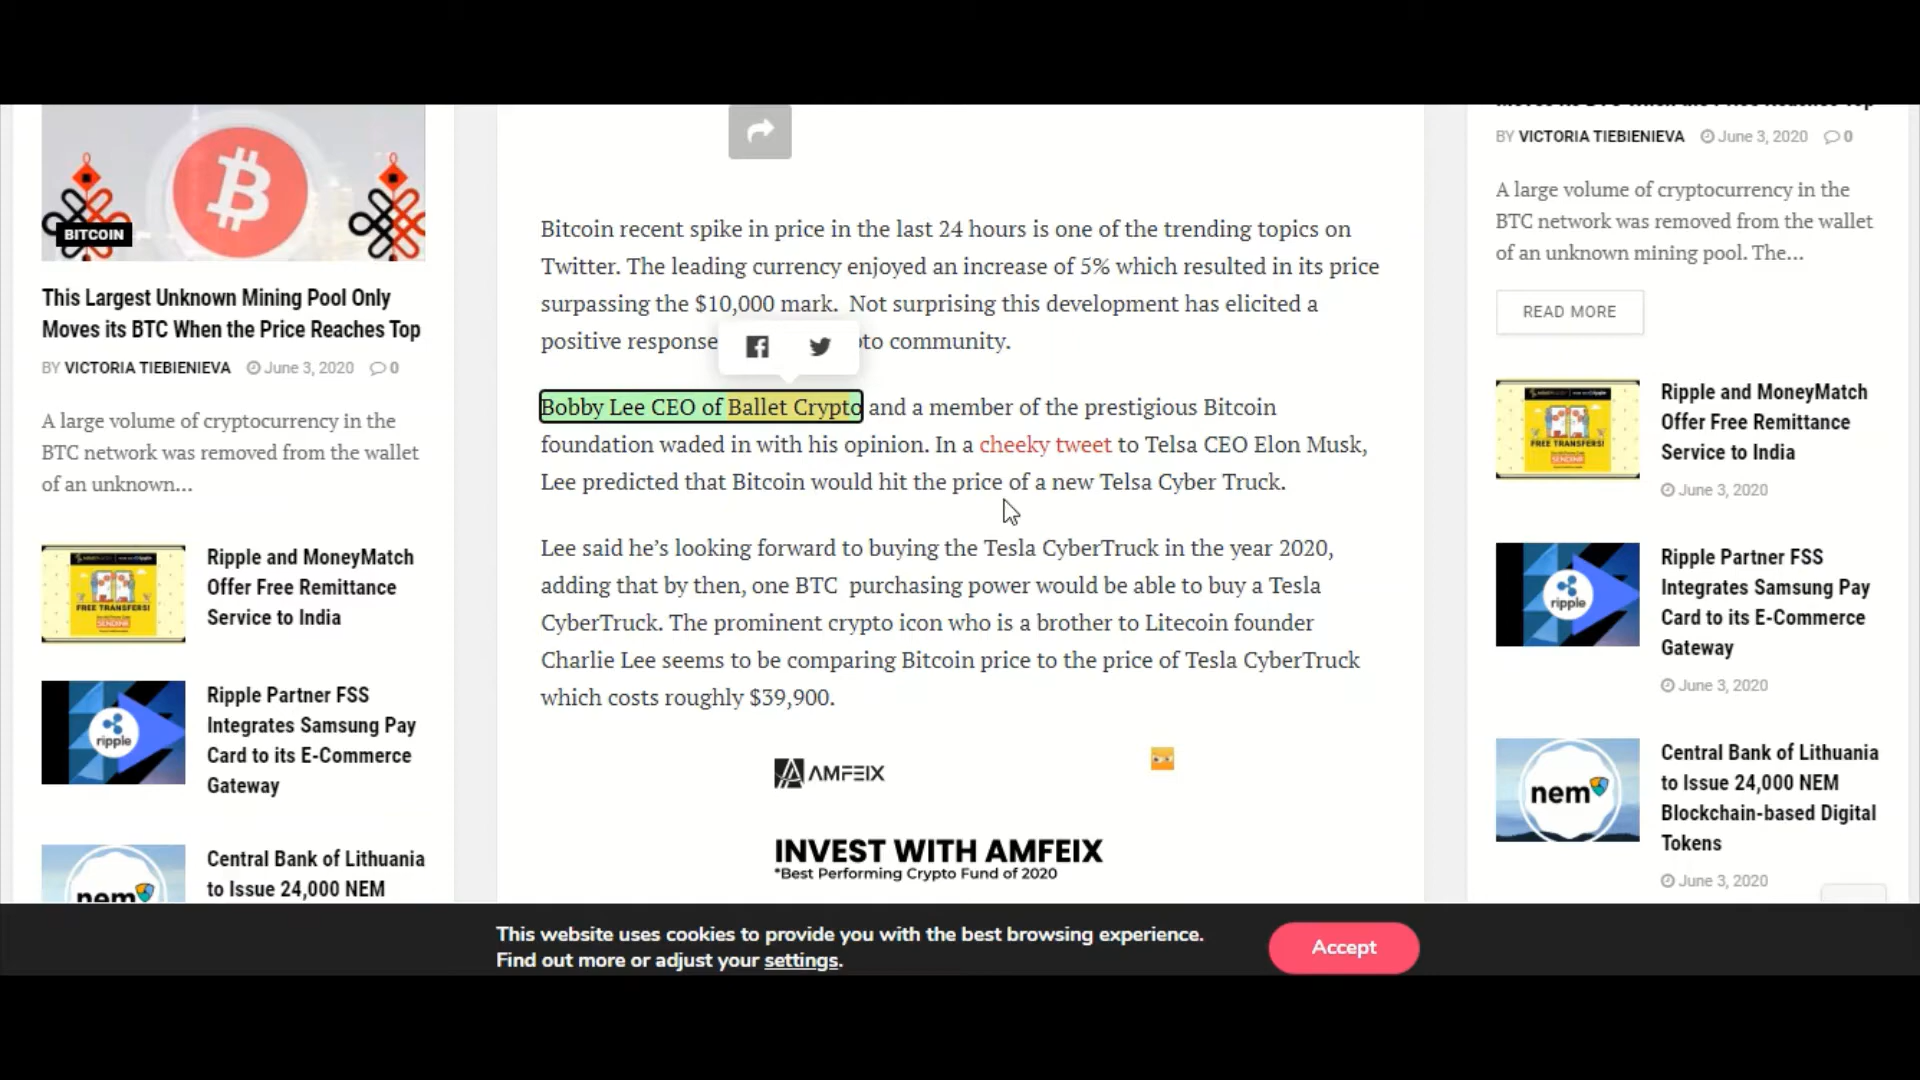 BITCOIN
This Largest Unknown Mining Pool Only
Moves its BTC When the Price Reaches Top
BY VICTORIA TIEBIENIEVA June 3, 2020 0
A large volume of cryptocurrency in the
BTC network was removed from the wallet
of an unknown...
FREE TRANSFERS!
Ripple and MoneyMatch
Offer Free Remittance
Service to India
ripple
Ripple Partner FSS
Integrates Samsung Pay
Card to its E-Commerce
Gateway
nem
Central Bank of Lithuania
to Issue 24,000 NEM
Bitcoin recent spike in price in the last 24 hours is one of the trending topics on
Twitter. The leading currency enjoyed an increase of 5% which resulted in its price
surpassing the $10,000 mark. Not surprising this development has elicited a
positive response to community.
Bobby Lee CEO of Ballet Crypto and a member of the prestigious Bitcoin
foundation waded in with his opinion. In a cheeky tweet to Telsa CEO Elon Musk,
Lee predicted that Bitcoin would hit the price of a new Telsa Cyber Truck.
Lee said he’s looking forward to buying the Tesla CyberTruck in the year 2020,
adding that by then, one BTC purchasing power would be able to buy a Tesla
CyberTruck. The prominent crypto icon who is a brother to Litecoin founder
Charlie Lee seems to be comparing Bitcoin price to the price of Tesla CyberTruck
which costs roughly $39,900.
AMFEIX
INVEST WITH AMFEIX
*Best Performing Crypto Fund of 2020
Moves its BTC When the Price Reaches Top
BY VICTORIA TIEBIENIEVA June 3, 2020 0
A large volume of cryptocurrency in the
BTC network was removed from the wallet
of an unknown mining pool. The...
READ MORE
FREE TRANSFERS!
Ripple and MoneyMatch
Offer Free Remittance
Service to India
June 3, 2020
ripple
Ripple Partner FSS
Integrates Samsung Pay
Card to its E-Commerce
Gateway
June 3, 2020
nem
Central Bank of Lithuania
to Issue 24,000 NEM
Blockchain-based Digital
Tokens
June 3, 2020
This website uses cookies to provide you with the best browsing experience.
Find out more or adjust your settings.
Accept